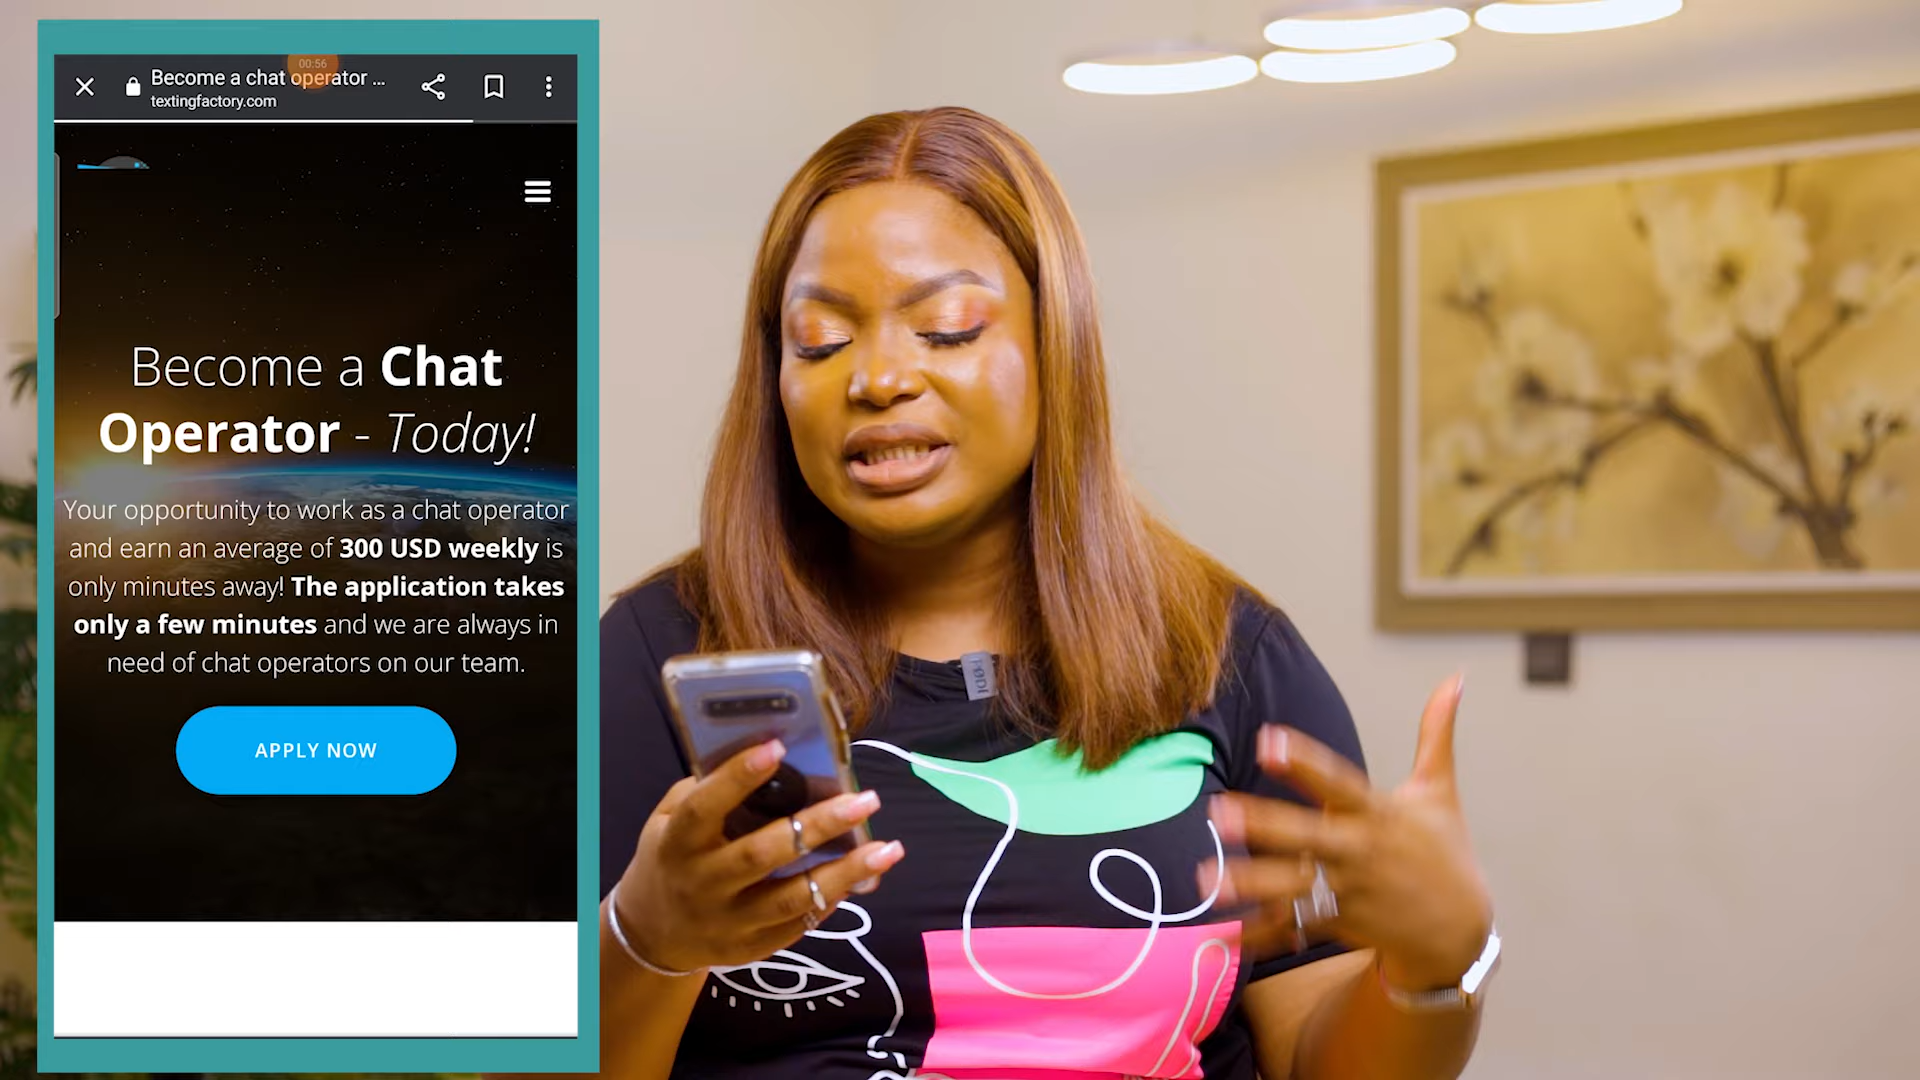 00:56
Become a chat operator ...
textingfactory.com
Become a Chat
Operator - Today!
Your opportunity to work as a chat operator
and earn an average of 300 USD weekly is
only minutes away! The application takes
only a few minutes and we are always in
need of chat operators on our team.
APPLY NOW